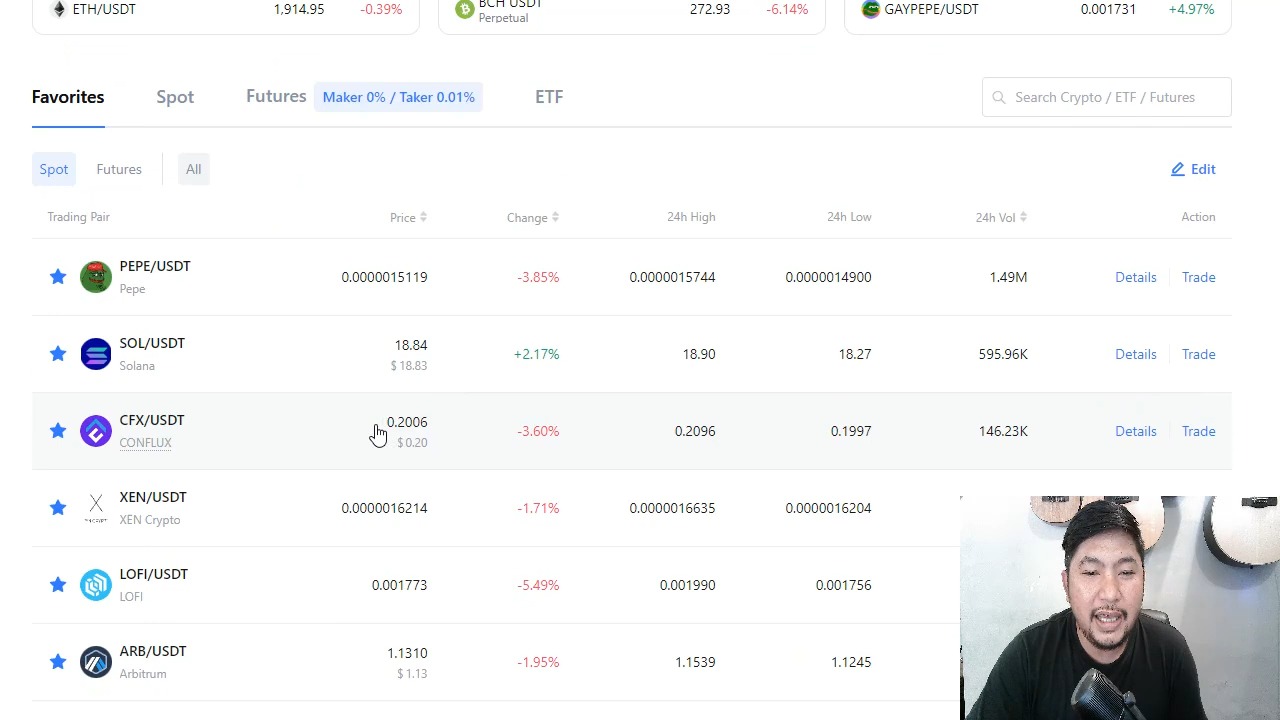 ETH/USDT 1,914.95 -0.39% BCH USDT 272.93 -6.14% GAYPEPE/USDT 0.001731 +4.97%
Perpetual
Favorites Spot Futures Maker 0% / Taker 0.01% ETF Search Crypto / ETF / Futures
Spot Futures All Edit
Trading Pair Price Change 24h High 24h Low 24h Vol Action
PEPE/USDT
Pepe
0.0000015119 -3.85% 0.0000015744 0.0000014900 1.49M Details Trade
SOL/USDT
Solana
18.84
$ 18.83
+2.17% 18.90 18.27 595.96K Details Trade
CFX/USDT
CONFLUX
0.2006
$ 0.20
-3.60% 0.2096 0.1997 146.23K Details Trade
XEN/USDT
XEN Crypto
0.0000016214 -1.71% 0.0000016635 0.0000016204
LOFI/USDT
LOFI
0.001773 -5.49% 0.001990 0.001756
ARB/USDT
Arbitrum
1.1310
$ 1.13
-1.95% 1.1539 1.1245